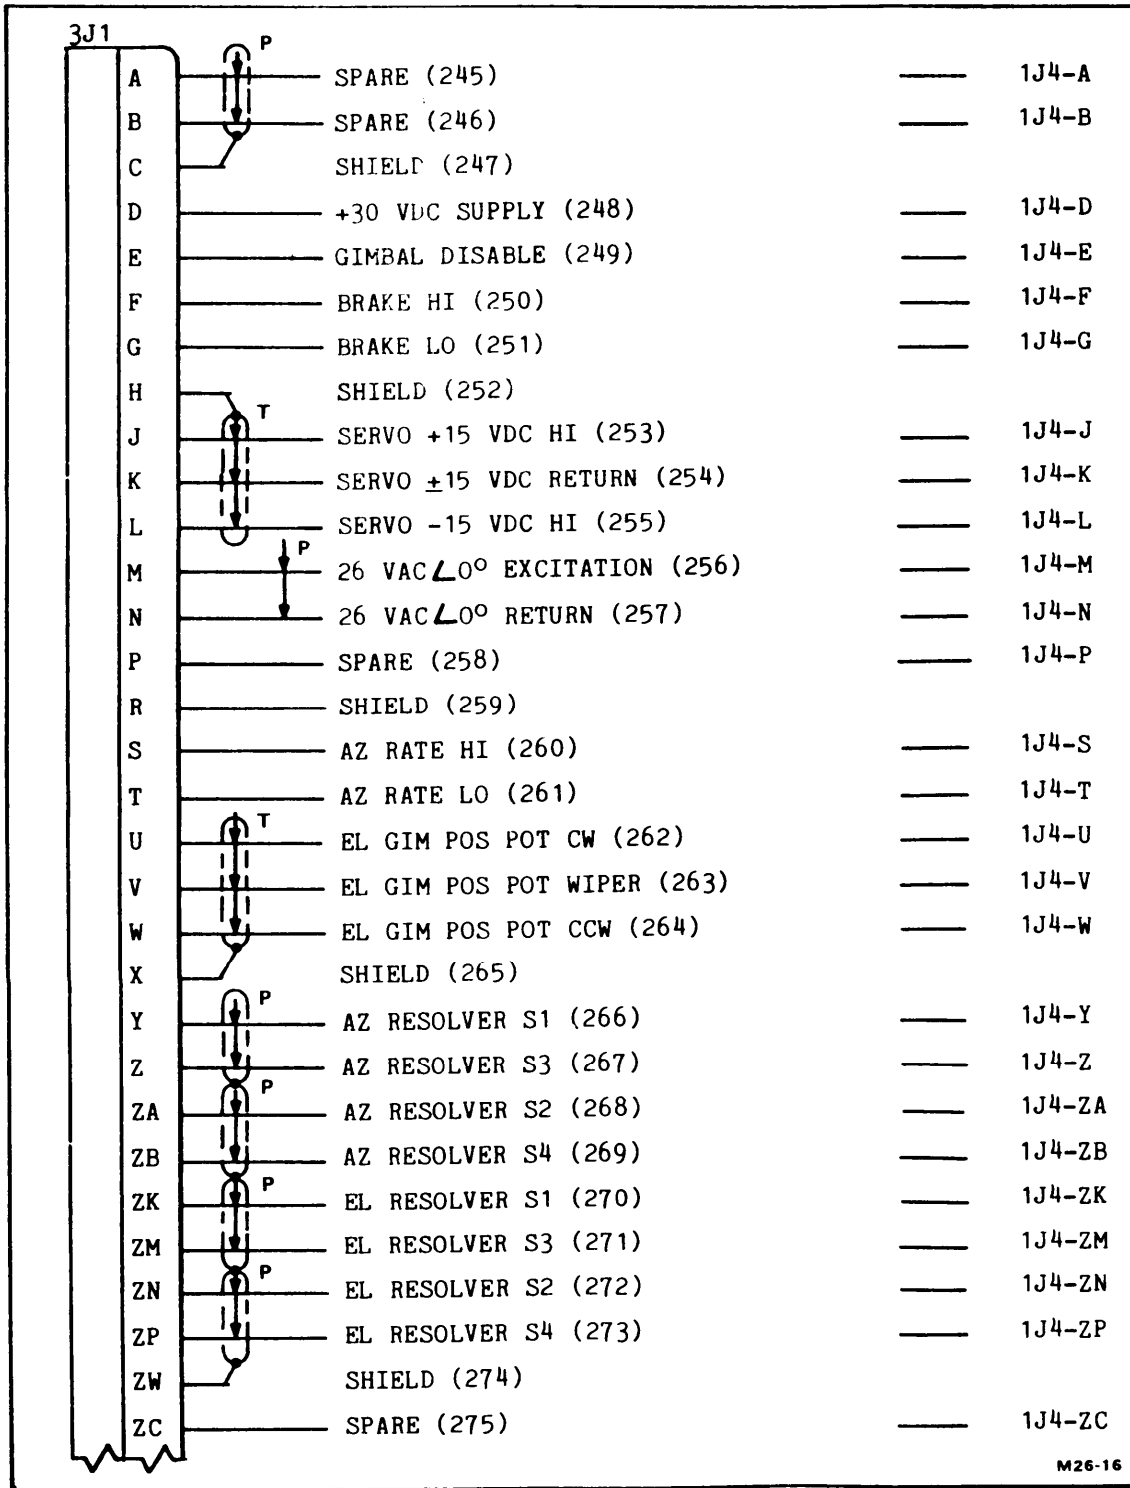 3J1
P
A SPARE (245) 1J4-A
B SPARE (246) 1J4-B
C SHIELD (247)
D +30 VDC SUPPLY (248) 1J4-D
E GIMBAL DISABLE (249) 1J4-E
F BRAKE HI (250) 1J4-F
G BRAKE LO (251) 1J4-G
H SHIELD (252)
T
J SERVO +15 VDC HI (253) 1J4-J
K SERVO ±15 VDC RETURN (254) 1J4-K
L SERVO -15 VDC HI (255) 1J4-L
P
M 26 VAC∠0° EXCITATION (256) 1J4-M
N 26 VAC∠0° RETURN (257) 1J4-N
P SPARE (258) 1J4-P
R SHIELD (259)
S AZ RATE HI (260) 1J4-S
T AZ RATE LO (261) 1J4-T
T
U EL GIM POS POT CW (262) 1J4-U
V EL GIM POS POT WIPER (263) 1J4-V
W EL GIM POS POT CCW (264) 1J4-W
X SHIELD (265)
P
Y AZ RESOLVER S1 (266) 1J4-Y
Z AZ RESOLVER S3 (267) 1J4-Z
P
ZA AZ RESOLVER S2 (268) 1J4-ZA
ZB AZ RESOLVER S4 (269) 1J4-ZB
P
ZK EL RESOLVER S1 (270) 1J4-ZK
ZM EL RESOLVER S3 (271) 1J4-ZM
P
ZN EL RESOLVER S2 (272) 1J4-ZN
ZP EL RESOLVER S4 (273) 1J4-ZP
ZW SHIELD (274)
ZC SPARE (275) 1J4-ZC
M26-16